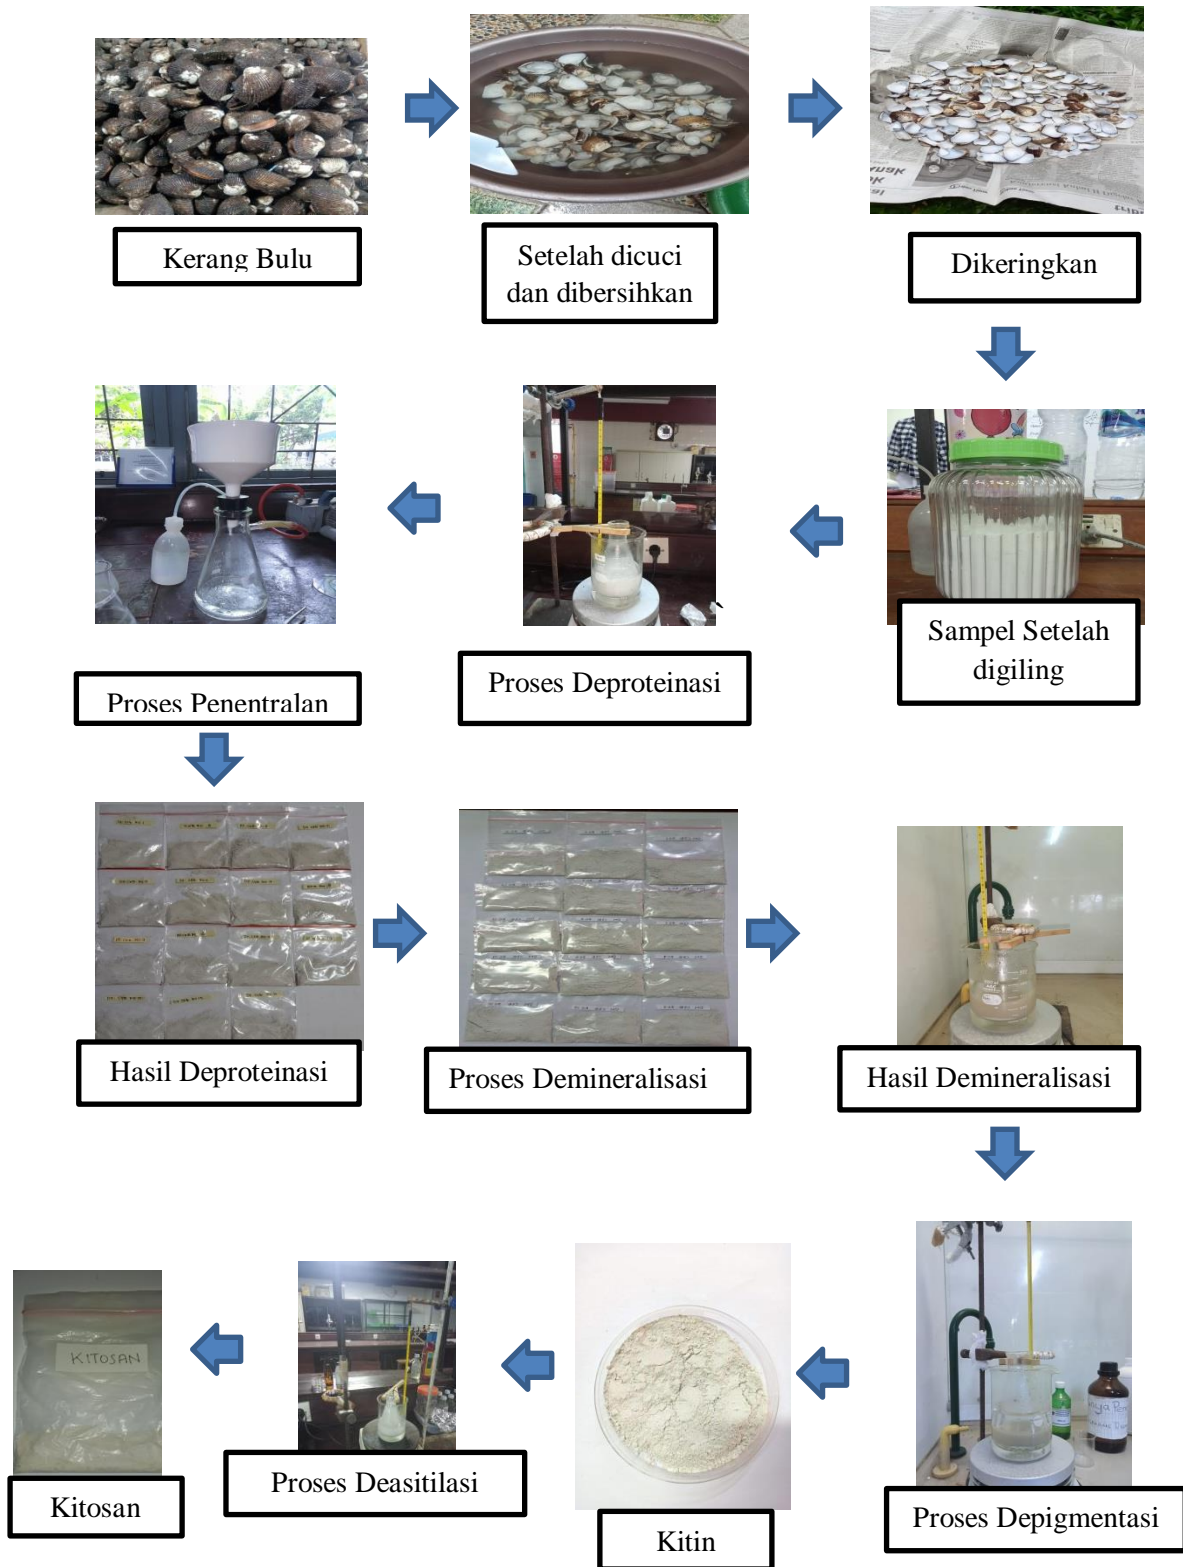 Kerang Bulu
Setelah dicuci
dan dibersihkan
Dikeringkan
Sampel Setelah
digiling
Proses Deproteinasi
Proses Penentralan
Hasil Deproteinasi
Proses Demineralisasi
Hasil Demineralisasi
Proses Depigmentasi
Kitin
Proses Deasitilasi
KITOSAN
Kitosan